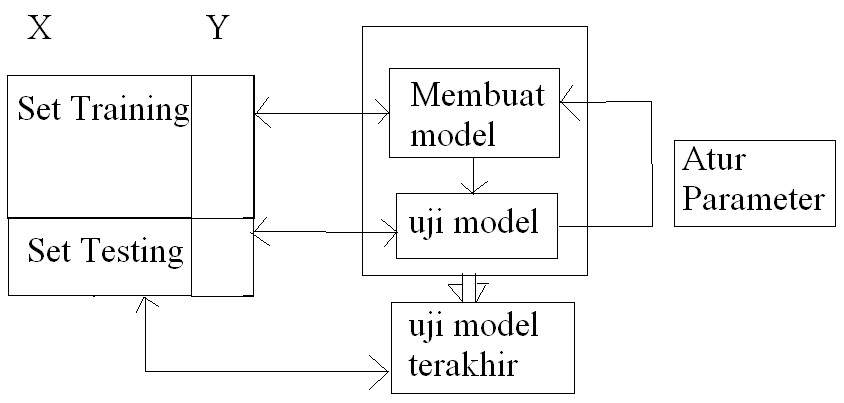 X Y
Set Training
Set Testing
Membuat
model
uji model
Atur
Parameter
uji model
terakhir